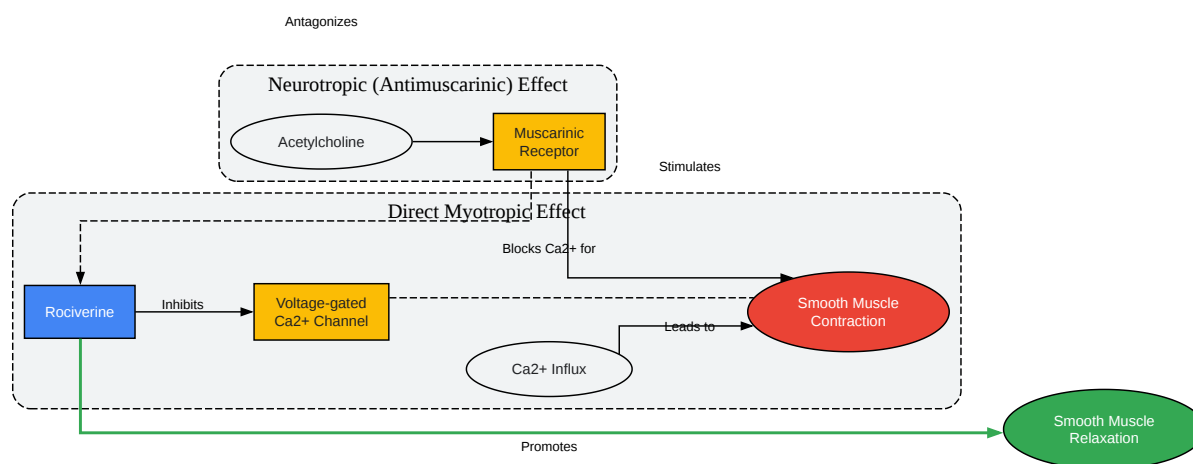 Antagonizes
Neurotropic (Antimuscarinic) Effect
Acetylcholine
Muscarinic
Receptor
Stimulates
Direct Myotropic Effect
Blocks Ca2+ for
Rociverine
Inhibits
Voltage-gated
Ca2+ Channel
Smooth Muscle
Contraction
Leads to
Ca2+ Influx
Smooth Muscle
Relaxation
Promotes